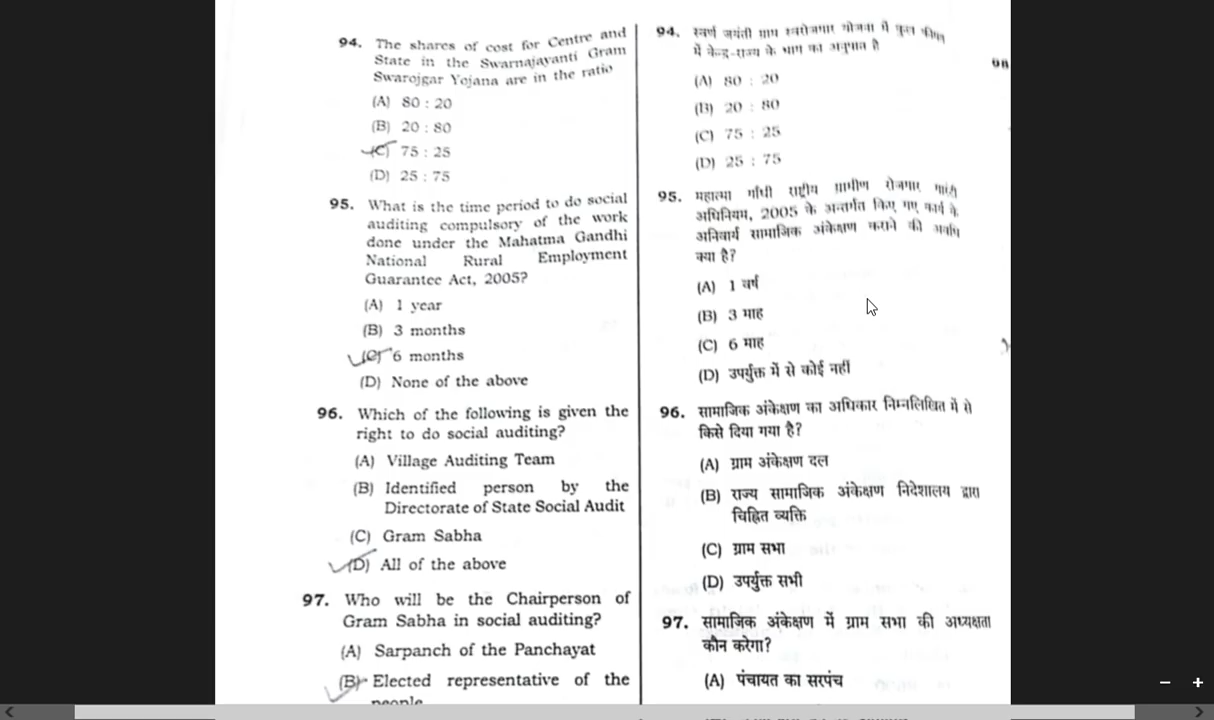 94. The shares of cost for Centre and
State in the Swarnajayanti Gram
Swarojgar Yojana are in the ratio
(A) 80 : 20
(B) 20 : 80
(C) 75 : 25
(D) 25 : 75
95. What is the time period to do social
auditing compulsory of the work
done under the Mahatma Gandhi
National Rural Employment
Guarantee Act, 2005?
(A) 1 year
(B) 3 months
(C) 6 months
(D) None of the above
96. Which of the following is given the
right to do social auditing?
(A) Village Auditing Team
(B) Identified person by the
Directorate of State Social Audit
(C) Gram Sabha
(D) All of the above
97. Who will be the Chairperson of
Gram Sabha in social auditing?
(A) Sarpanch of the Panchayat
(B) Elected representative of the
people
94. स्वर्ण जयंती ग्राम स्वरोजगार योजना में कुल
में केन्द्र-राज्य के भाग का अनुपात है
(A) 80 : 20
(B) 20 : 80
(C) 75 : 25
(D) 25 : 75
95. महात्मा गाँधी राष्ट्रीय ग्रामीण रोजगार गारंटी
अधिनियम, 2005 के अन्तर्गत किए गए कार्य के
अनिवार्य सामाजिक अंकेक्षण कराने की अवधि
क्या है?
(A) 1 वर्ष
(B) 3 माह
(C) 6 माह
(D) उपर्युक्त में से कोई नहीं
96. सामाजिक अंकेक्षण का अधिकार निम्नलिखित में से
किसे दिया गया है?
(A) ग्राम अंकेक्षण दल
(B) राज्य सामाजिक अंकेक्षण निदेशालय द्वारा
चिह्नित व्यक्ति
(C) ग्राम सभा
(D) उपर्युक्त सभी
97. सामाजिक अंकेक्षण में ग्राम सभा की अध्यक्षता
कौन करेगा?
(A) पंचायत का सरपंच
98